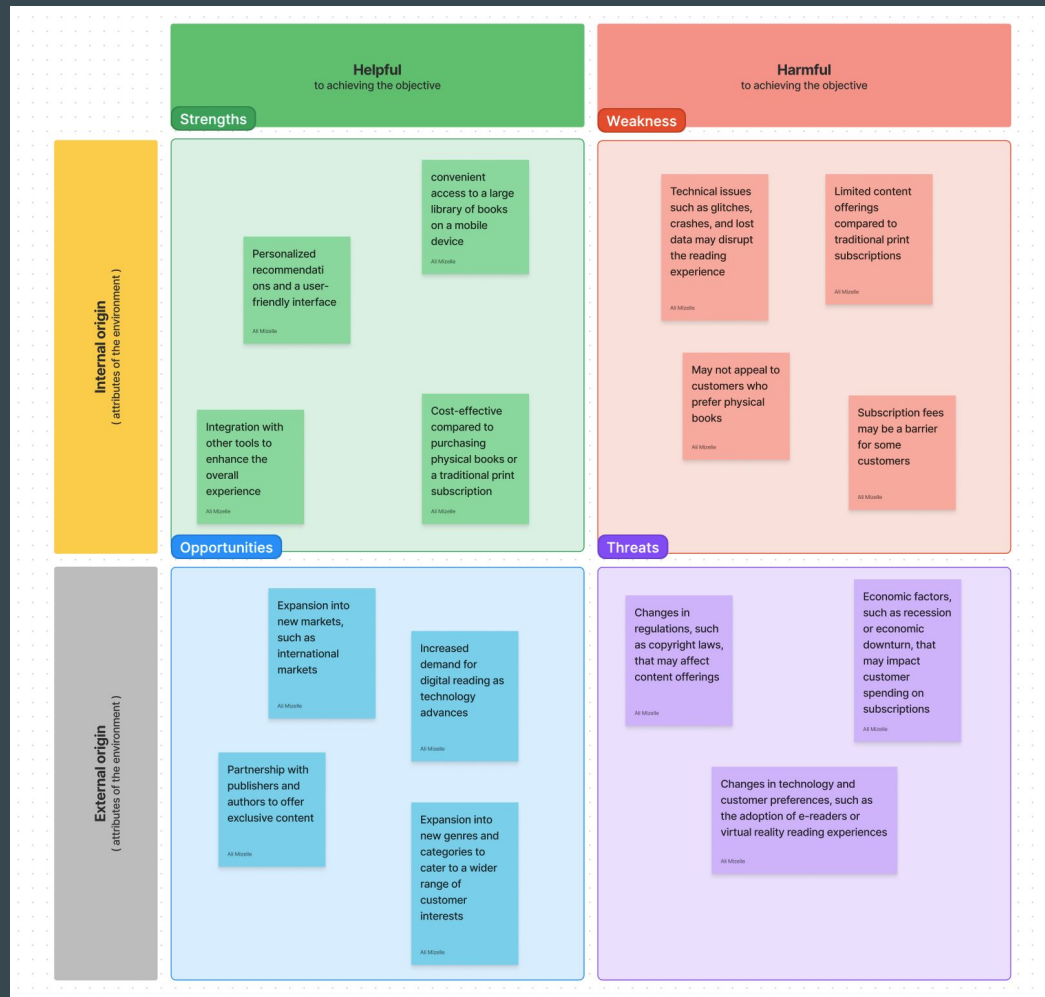 Helpful
to achieving the objective
Harmful
to achieving the objective
Strengths
Weakness
Internal origin
( attributes of the environment )
convenient
access to a large
library of books
on a mobile
device
Ali Mizelle
Personalized
recommendati
ons and a user-
friendly interface
Ali Mizelle
Integration with
other tools to
enhance the
overall
experience
Ali Mizelle
Cost-effective
compared to
purchasing
physical books or
a traditional print
subscription
Ali Mizelle
Technical issues
such as glitches,
crashes, and lost
data may disrupt
the reading
experience
Ali Mizelle
Limited content
offerings
compared to
traditional print
subscriptions
Ali Mizelle
May not appeal to
customers who
prefer physical
books
Ali Mizelle
Subscription fees
may be a barrier
for some
customers
Ali Mizelle
Opportunities
Threats
External origin
( attributes of the environment )
Expansion into
new markets,
such as
international
markets
Ali Mizelle
Increased
demand for
digital reading as
technology
advances
Ali Mizelle
Partnership with
publishers and
authors to offer
exclusive content
Ali Mizelle
Expansion into
new genres and
categories to
cater to a wider
range of
customer
interests
Ali Mizelle
Changes in
regulations, such
as copyright laws,
that may affect
content offerings
Ali Mizelle
Economic factors,
such as recession
or economic
downturn, that
may impact
customer
spending on
subscriptions
Ali Mizelle
Changes in technology and
customer preferences, such as
the adoption of e-readers or
virtual reality reading experiences
Ali Mizelle